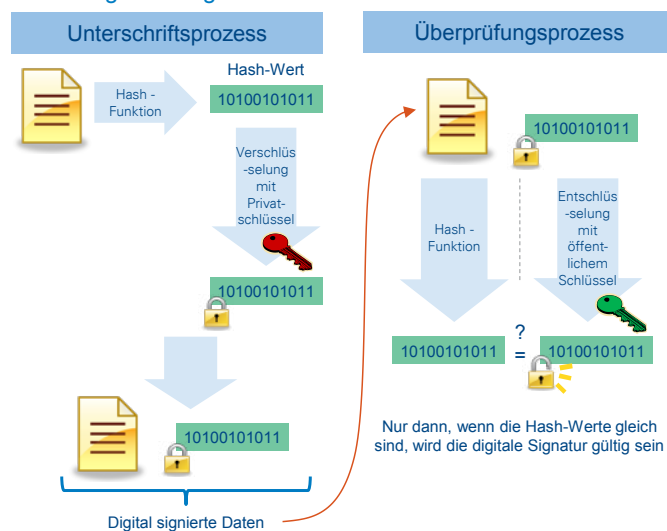 Unterschriftsprozess
Hash-Wert
Hash -
Funktion
10100101011
Verschlüs
-selung
mit
Privat-
schlüssel
10100101011
10100101011
Digital signierte Daten
Überprüfungsprozess
10100101011
Hash -
Funktion
Entschlüs
-selung
mit
öffent-
lichem
Schlüssel
10100101011
?
=
10100101011
Nur dann, wenn die Hash-Werte gleich
sind, wird die digitale Signatur gültig sein